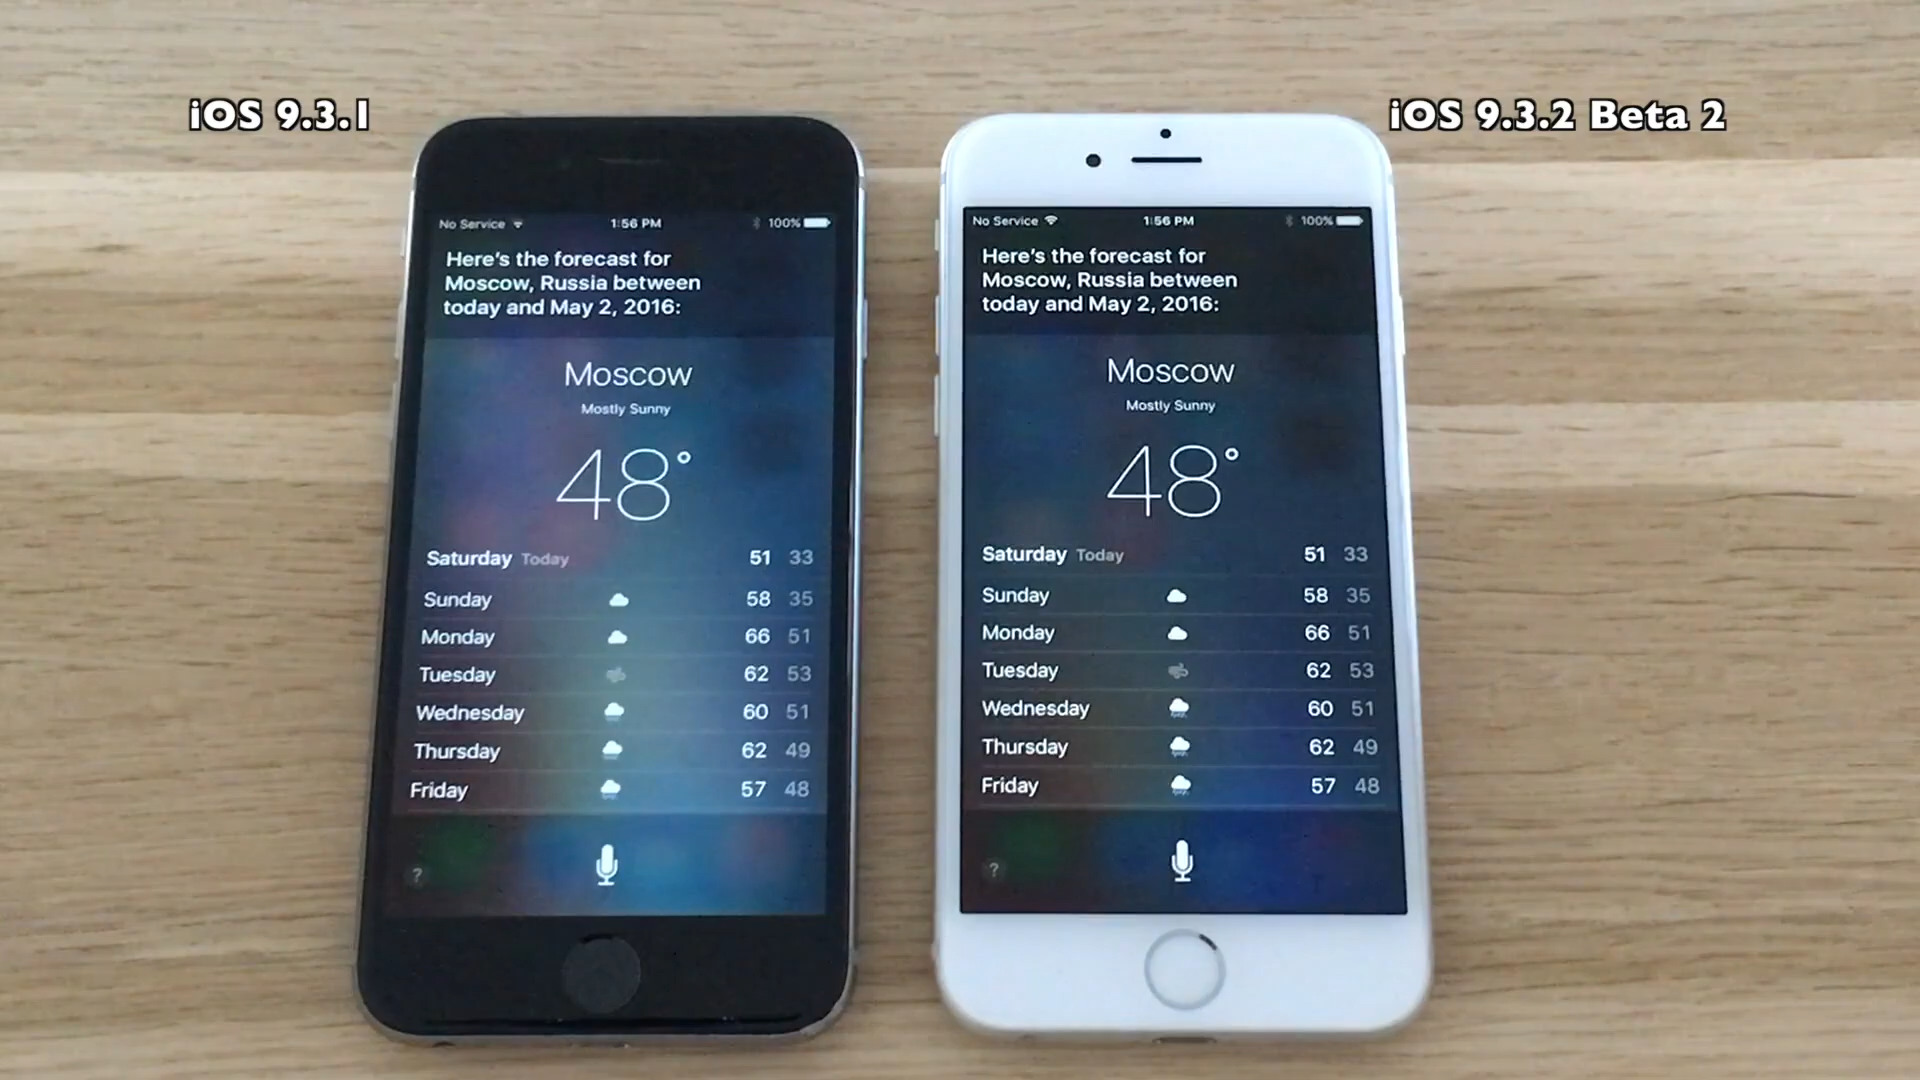 iOS 9.3.1
iOS 9.3.2 Beta 2
No Service 1:56 PM 100%
Here's the forecast for
Moscow, Russia between
today and May 2, 2016:
Moscow
Mostly Sunny
48°
Saturday Today 51 33
Sunday 58 35
Monday 66 51
Tuesday 62 53
Wednesday 60 51
Thursday 62 49
Friday 57 48
?
No Service 1:56 PM 100%
Here's the forecast for
Moscow, Russia between
today and May 2, 2016:
Moscow
Mostly Sunny
48°
Saturday Today 51 33
Sunday 58 35
Monday 66 51
Tuesday 62 53
Wednesday 60 51
Thursday 62 49
Friday 57 48
?